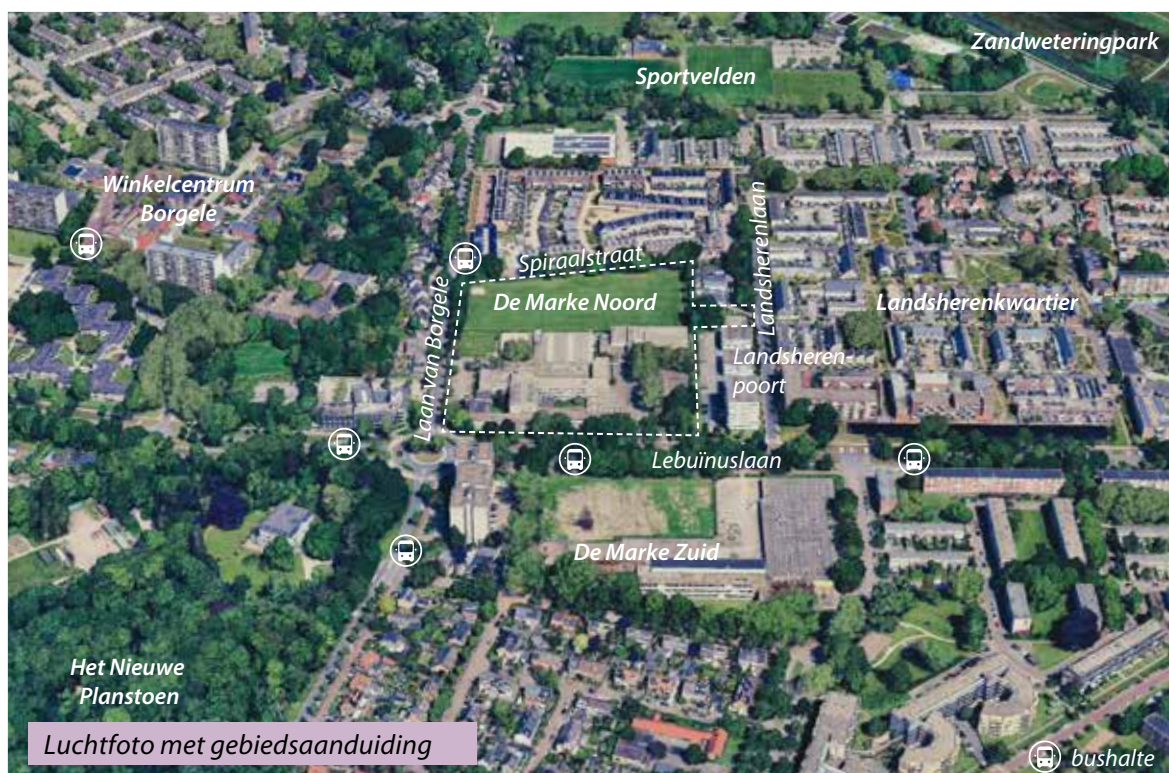 Zandweteringpark
Sportvelden
Winkelcentrum
Borgele
Landsherenlaan
Spiraalstraat
De Marke Noord
Landsherenkwartier
Laan van Borgele
Landsheren-
poort
Lebuïnuslaan
De Marke Zuid
Het Nieuwe
Planstoen
Luchtfoto met gebiedsaanduiding
bushalte